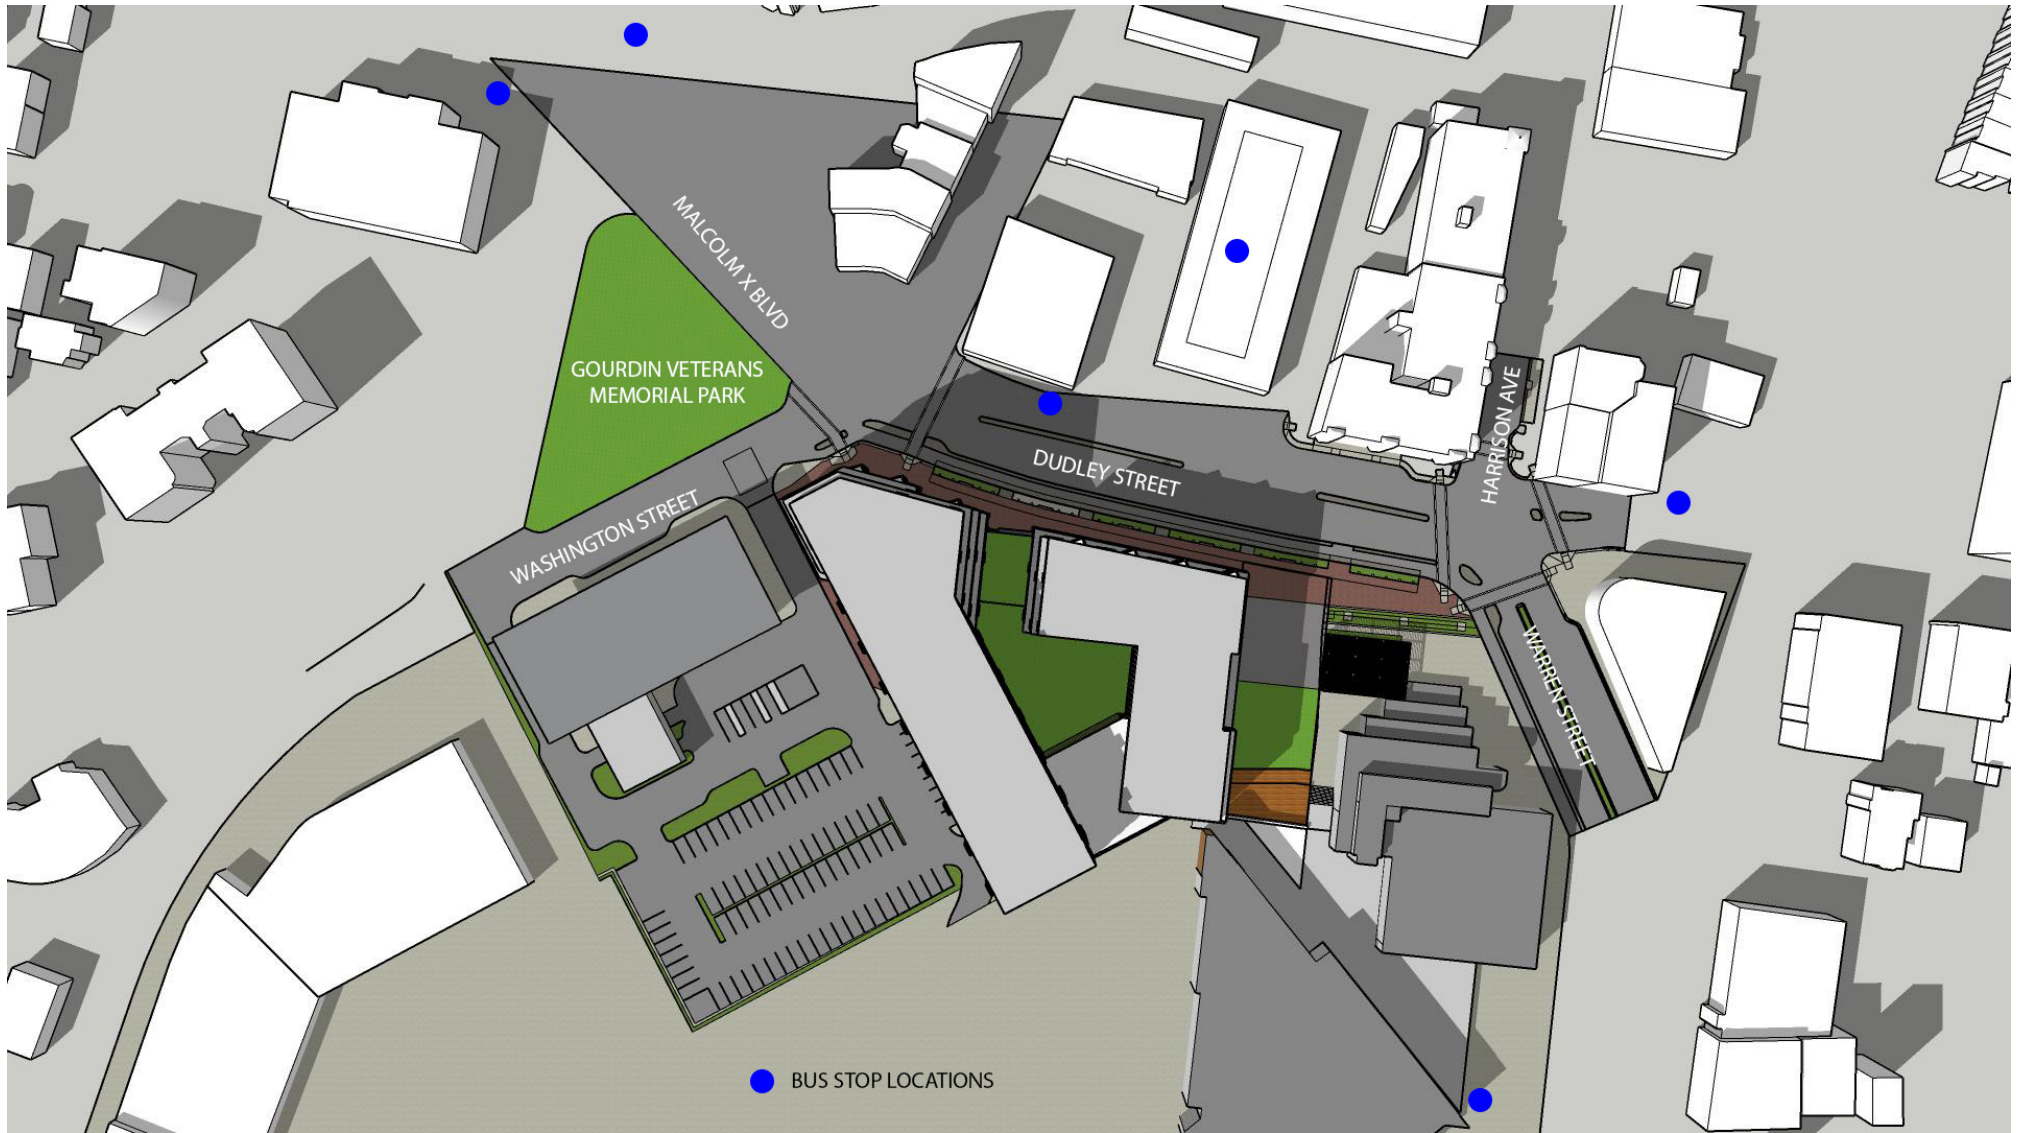 MALCOLM X BLVD
GOURDIN VETERANS
MEMORIAL PARK
WASHINGTON STREET
DUDLEY STREET
HARRISON AVE
WARREN STREET
BUS STOP LOCATIONS